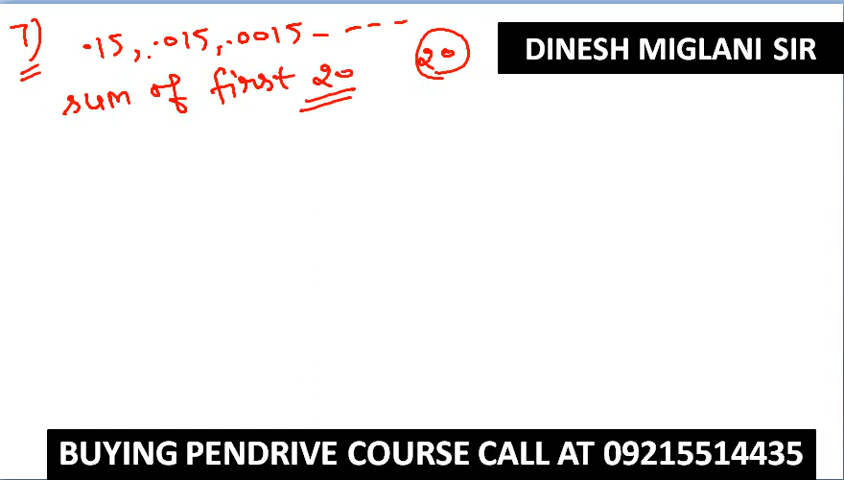 7) .15, .015, .0015 - - - - 20
DINESH MIGLANI SIR
sum of first 20
BUYING PENDRIVE COURSE CALL AT 09215514435